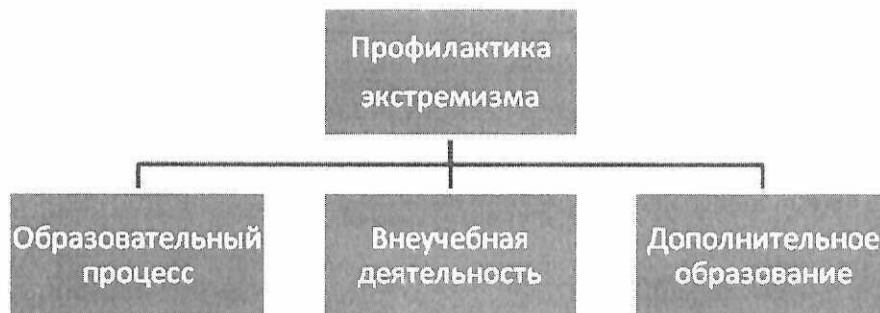 Профилактика
экстремизма
Образовательный
процесс
Внеучебная
деятельность
Дополнительное
образование